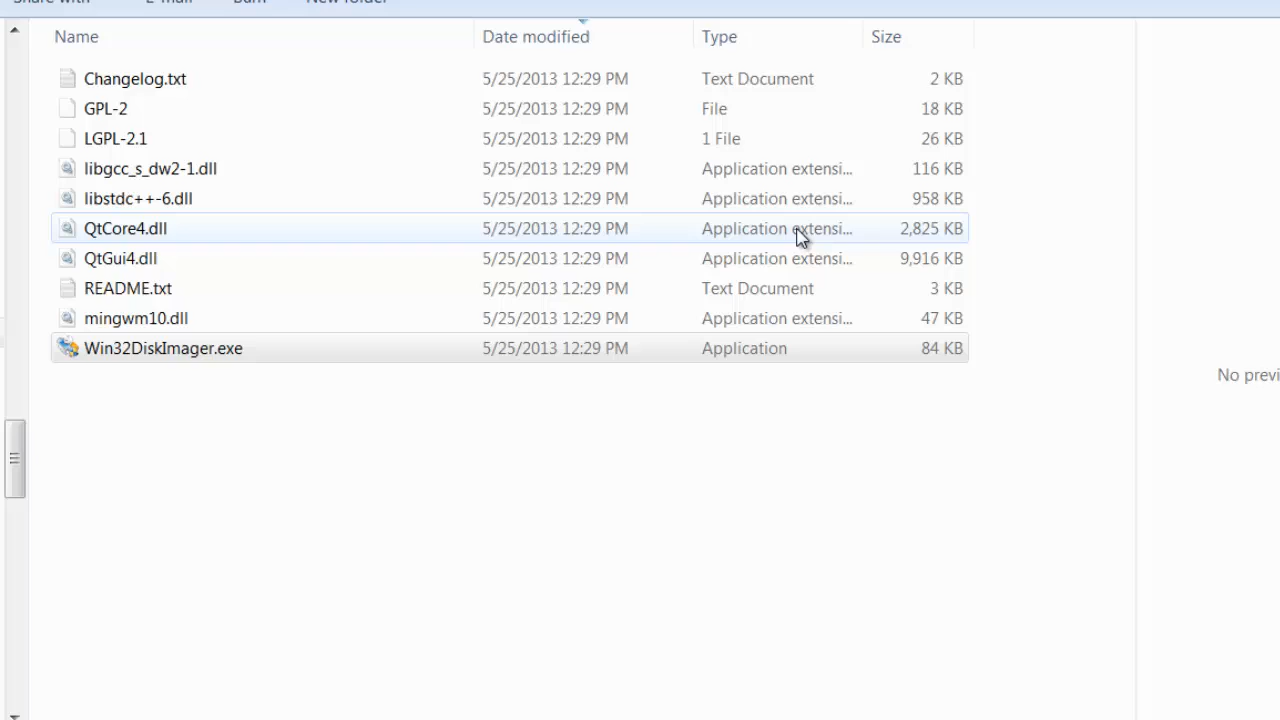 Share with E-mail Burn New folder
Name Date modified Type Size
Changelog.txt 5/25/2013 12:29 PM Text Document 2 KB
GPL-2 5/25/2013 12:29 PM File 18 KB
LGPL-2.1 5/25/2013 12:29 PM 1 File 26 KB
libgcc_s_dw2-1.dll 5/25/2013 12:29 PM Application extensi... 116 KB
libstdc++-6.dll 5/25/2013 12:29 PM Application extensi... 958 KB
QtCore4.dll 5/25/2013 12:29 PM Application extensi... 2,825 KB
QtGui4.dll 5/25/2013 12:29 PM Application extensi... 9,916 KB
README.txt 5/25/2013 12:29 PM Text Document 3 KB
mingwm10.dll 5/25/2013 12:29 PM Application extensi... 47 KB
Win32DiskImager.exe 5/25/2013 12:29 PM Application 84 KB
No previ